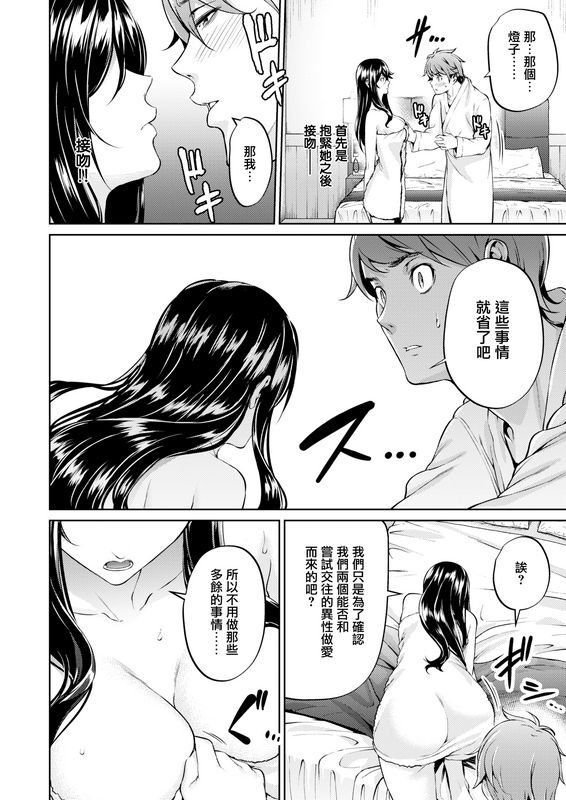 那…那個
燈子……
首先是
抱緊她之後
接吻——
那我…
接吻!!
這些事情
就省了吧
ス…
誒?
我們只是為了確認
我們兩個能否和
嘗試交往的異性做愛
而來的吧?
所以不用做那些
多餘的事情……